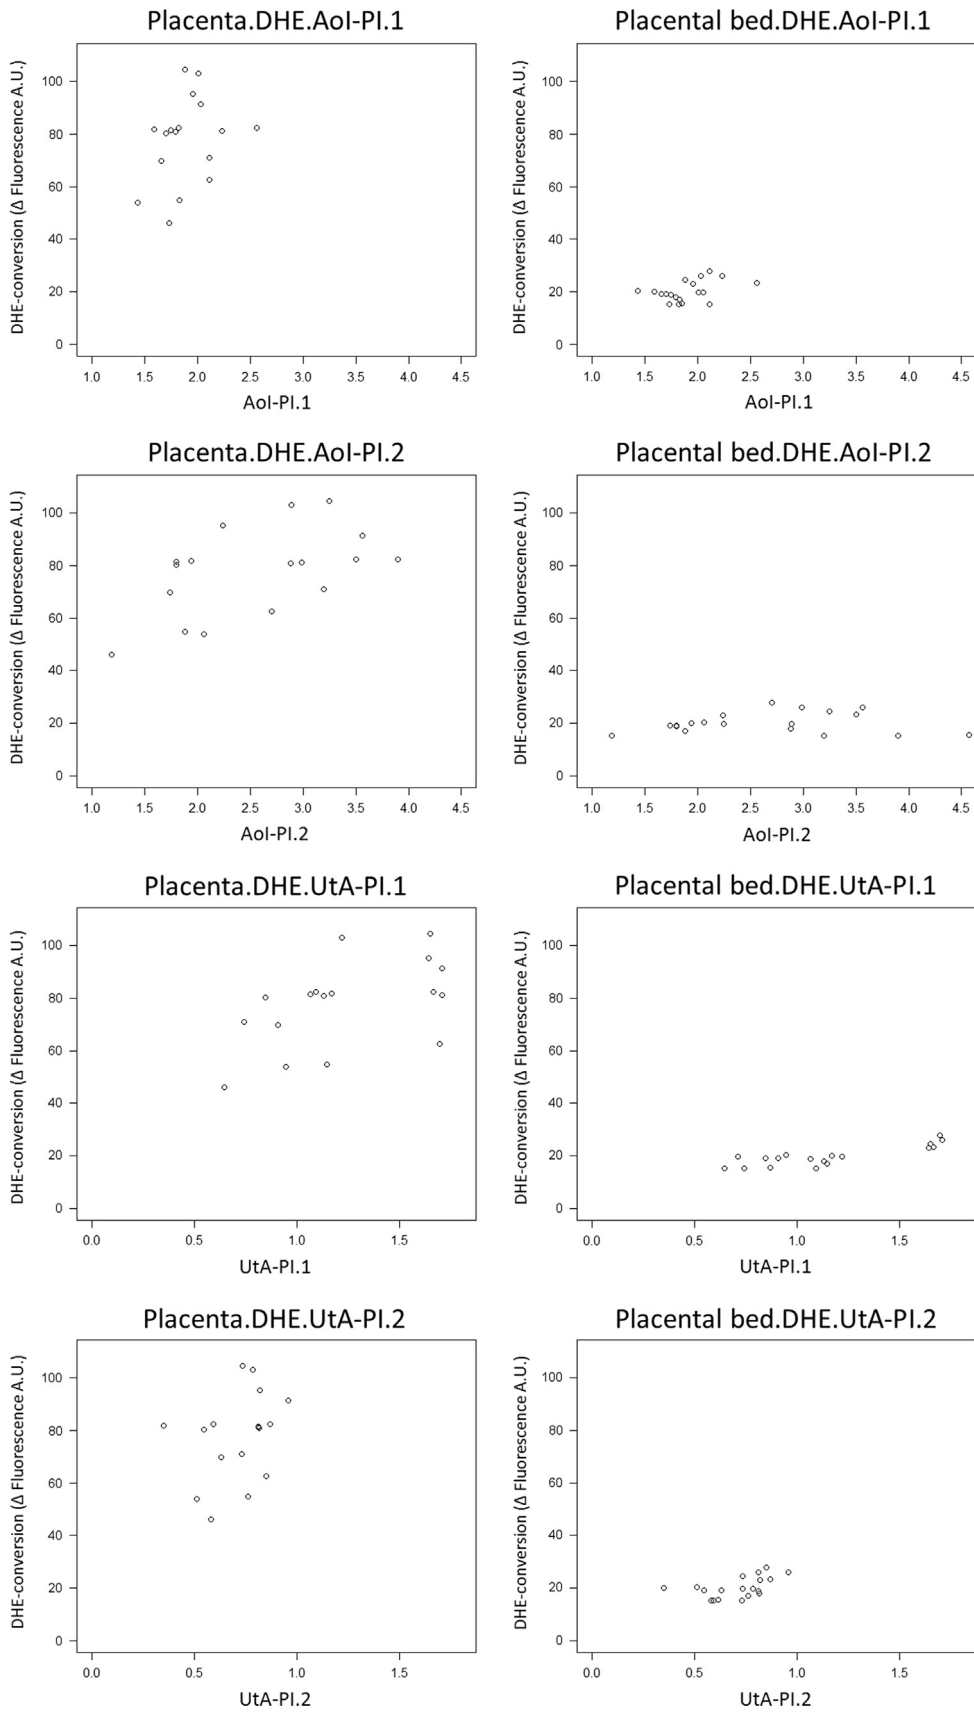 Placenta.DHE.AoI-PI.1
DHE-conversion (Δ Fluorescence A.U.)
100
80
60
40
20
0
1.0 1.5 2.0 2.5 3.0 3.5 4.0 4.5
AoI-PI.1
Placental bed.DHE.AoI-PI.1
DHE-conversion (Δ Fluorescence A.U.)
100
80
60
40
20
0
1.0 1.5 2.0 2.5 3.0 3.5 4.0 4.5
AoI-PI.1
Placenta.DHE.AoI-PI.2
DHE-conversion (Δ Fluorescence A.U.)
100
80
60
40
20
0
1.0 1.5 2.0 2.5 3.0 3.5 4.0 4.5
AoI-PI.2
Placental bed.DHE.AoI-PI.2
DHE-conversion (Δ Fluorescence A.U.)
100
80
60
40
20
0
1.0 1.5 2.0 2.5 3.0 3.5 4.0 4.5
AoI-PI.2
Placenta.DHE.UtA-PI.1
DHE-conversion (Δ Fluorescence A.U.)
100
80
60
40
20
0
0.0 0.5 1.0 1.5
UtA-PI.1
Placental bed.DHE.UtA-PI.1
DHE-conversion (Δ Fluorescence A.U.)
100
80
60
40
20
0
0.0 0.5 1.0 1.5
UtA-PI.1
Placenta.DHE.UtA-PI.2
DHE-conversion (Δ Fluorescence A.U.)
100
80
60
40
20
0
0.0 0.5 1.0 1.5
UtA-PI.2
Placental bed.DHE.UtA-PI.2
DHE-conversion (Δ Fluorescence A.U.)
100
80
60
40
20
0
0.0 0.5 1.0 1.5
UtA-PI.2